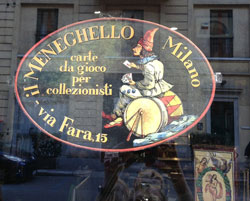 il MENEGHELLO
Milano
carte
da gioco
per
collezionisti
- via Fara, 15